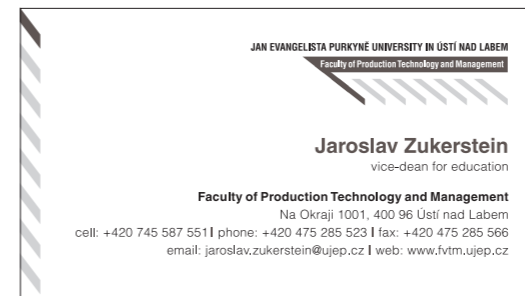 JAN EVANGELISTA PURKYNĚ UNIVERSITY IN ÚSTÍ NAD LABEM
Faculty of Production Technology and Management
Jaroslav Zukerstein
vice-dean for education
Faculty of Production Technology and Management
Na Okraji 1001, 400 96 Ústí nad Labem
cell: +420 745 587 551 I phone: +420 475 285 523 I fax: +420 475 285 566
email: jaroslav.zukerstein@ujep.cz I web: www.fvtm.ujep.cz